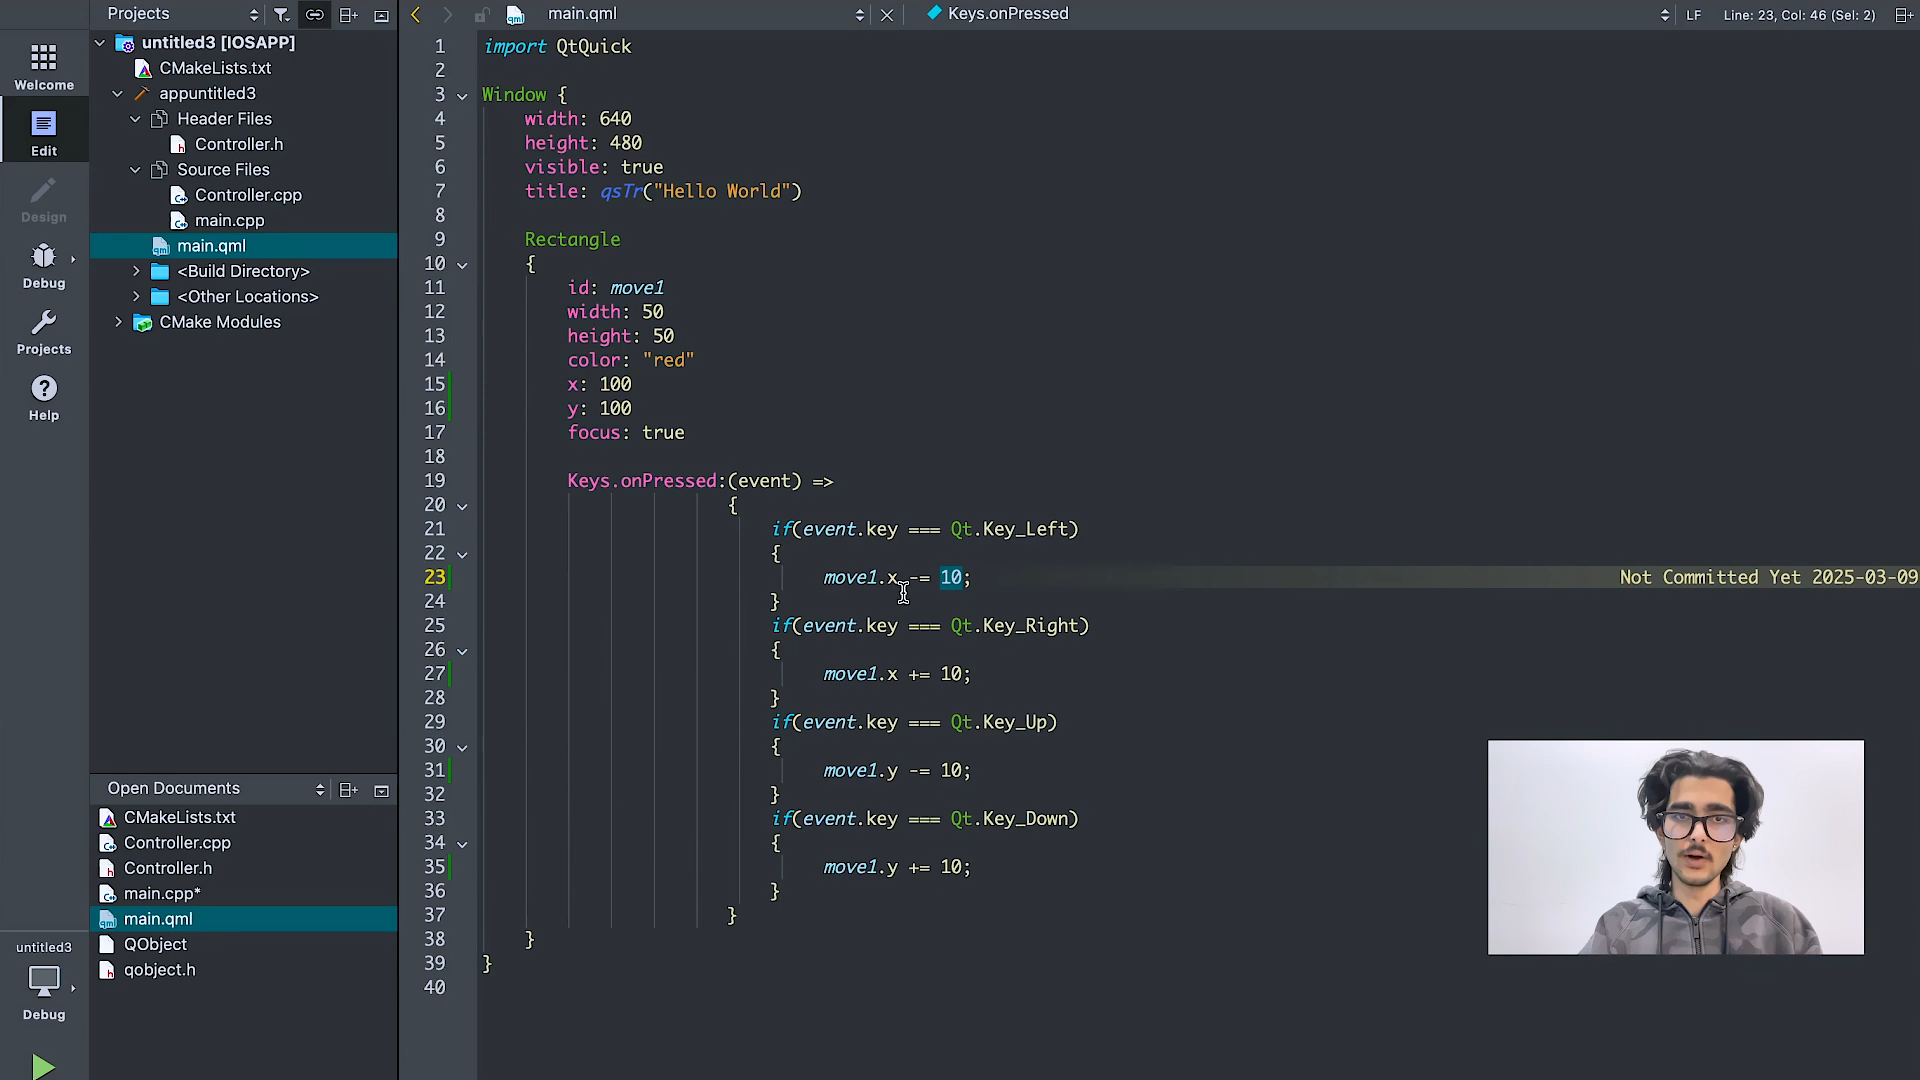 Projects
main.qml
Keys.onPressed
LF
Line: 23, Col: 46 (Sel: 2)
Welcome
Edit
Design
Debug
Projects
Help
untitled3
Debug
untitled3 [IOSAPP]
CMakeLists.txt
appuntitled3
Header Files
Controller.h
Source Files
Controller.cpp
main.cpp
main.qml
<Build Directory>
<Other Locations>
CMake Modules
Open Documents
CMakeLists.txt
Controller.cpp
Controller.h
main.cpp*
main.qml
QObject
qobject.h
1 import QtQuick
2
3 Window {
4 width: 640
5 height: 480
6 visible: true
7 title: qsTr("Hello World")
8
9 Rectangle
10 {
11 id: move1
12 width: 50
13 height: 50
14 color: "red"
15 x: 100
16 y: 100
17 focus: true
18
19 Keys.onPressed:(event) =>
20 {
21 if(event.key === Qt.Key_Left)
22 {
23 move1.x -= 10; Not Committed Yet 2025-03-09
24 }
25 if(event.key === Qt.Key_Right)
26 {
27 move1.x += 10;
28 }
29 if(event.key === Qt.Key_Up)
30 {
31 move1.y -= 10;
32 }
33 if(event.key === Qt.Key_Down)
34 {
35 move1.y += 10;
36 }
37 }
38 }
39 }
40